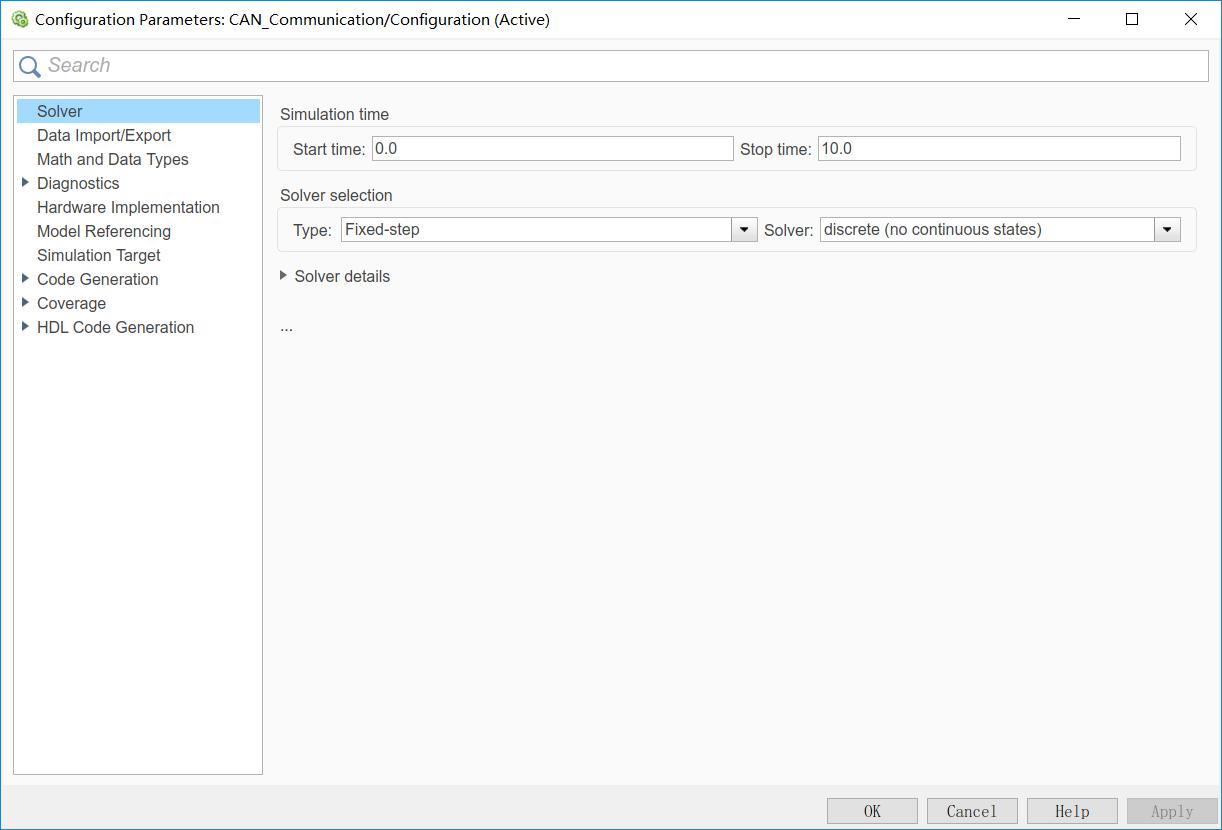 Configuration Parameters: CAN_Communication/Configuration (Active)
Search
Solver
Data Import/Export
Math and Data Types
Diagnostics
Hardware Implementation
Model Referencing
Simulation Target
Code Generation
Coverage
HDL Code Generation
Simulation time
Start time: 0.0 Stop time: 10.0
Solver selection
Type: Fixed-step Solver: discrete (no continuous states)
Solver details
...
OK Cancel Help Apply